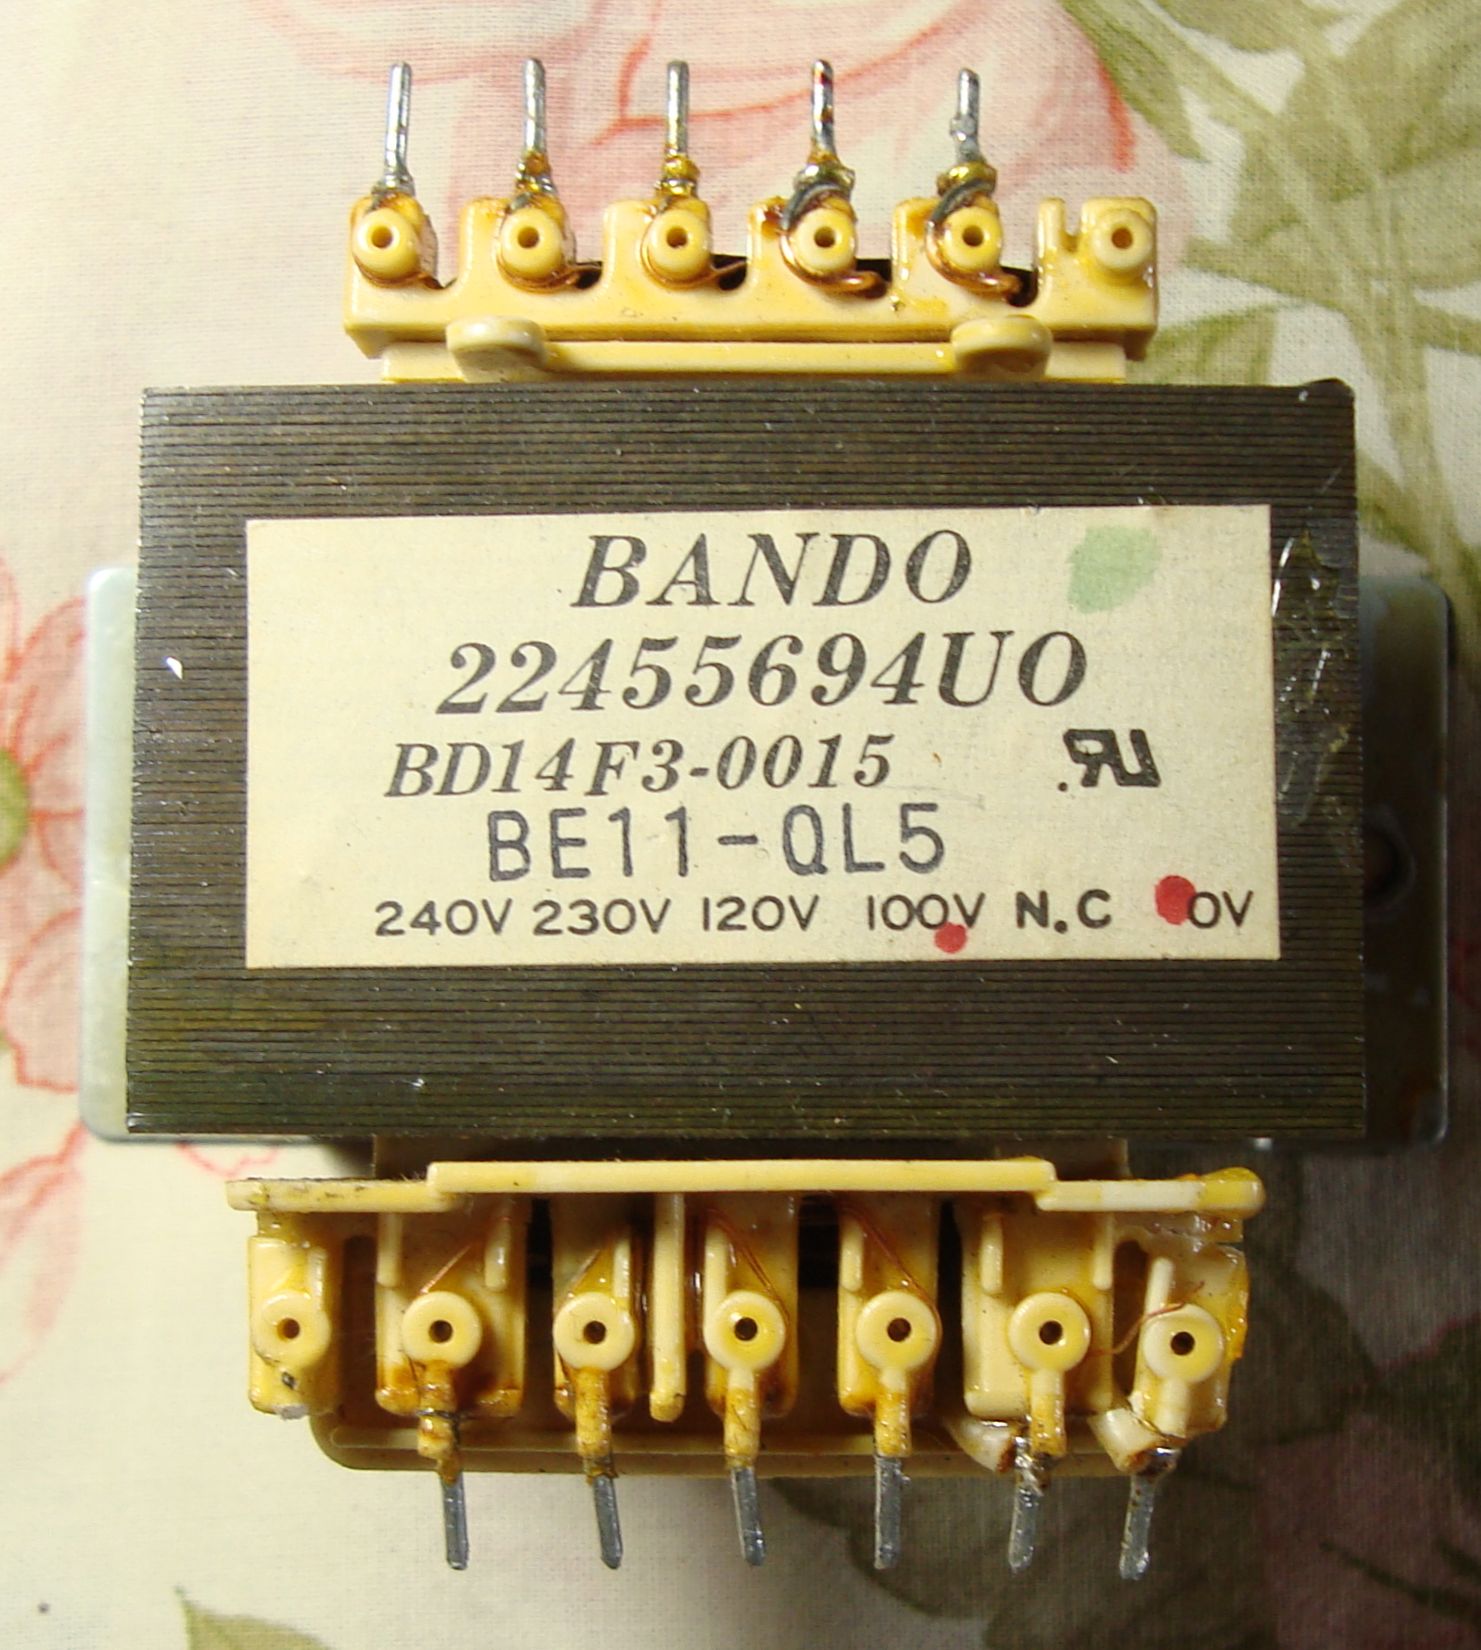 BANDO
22455694UO
BD14F3-0015
BE11-QL5
240V 230V 120V 100V N.C 0V